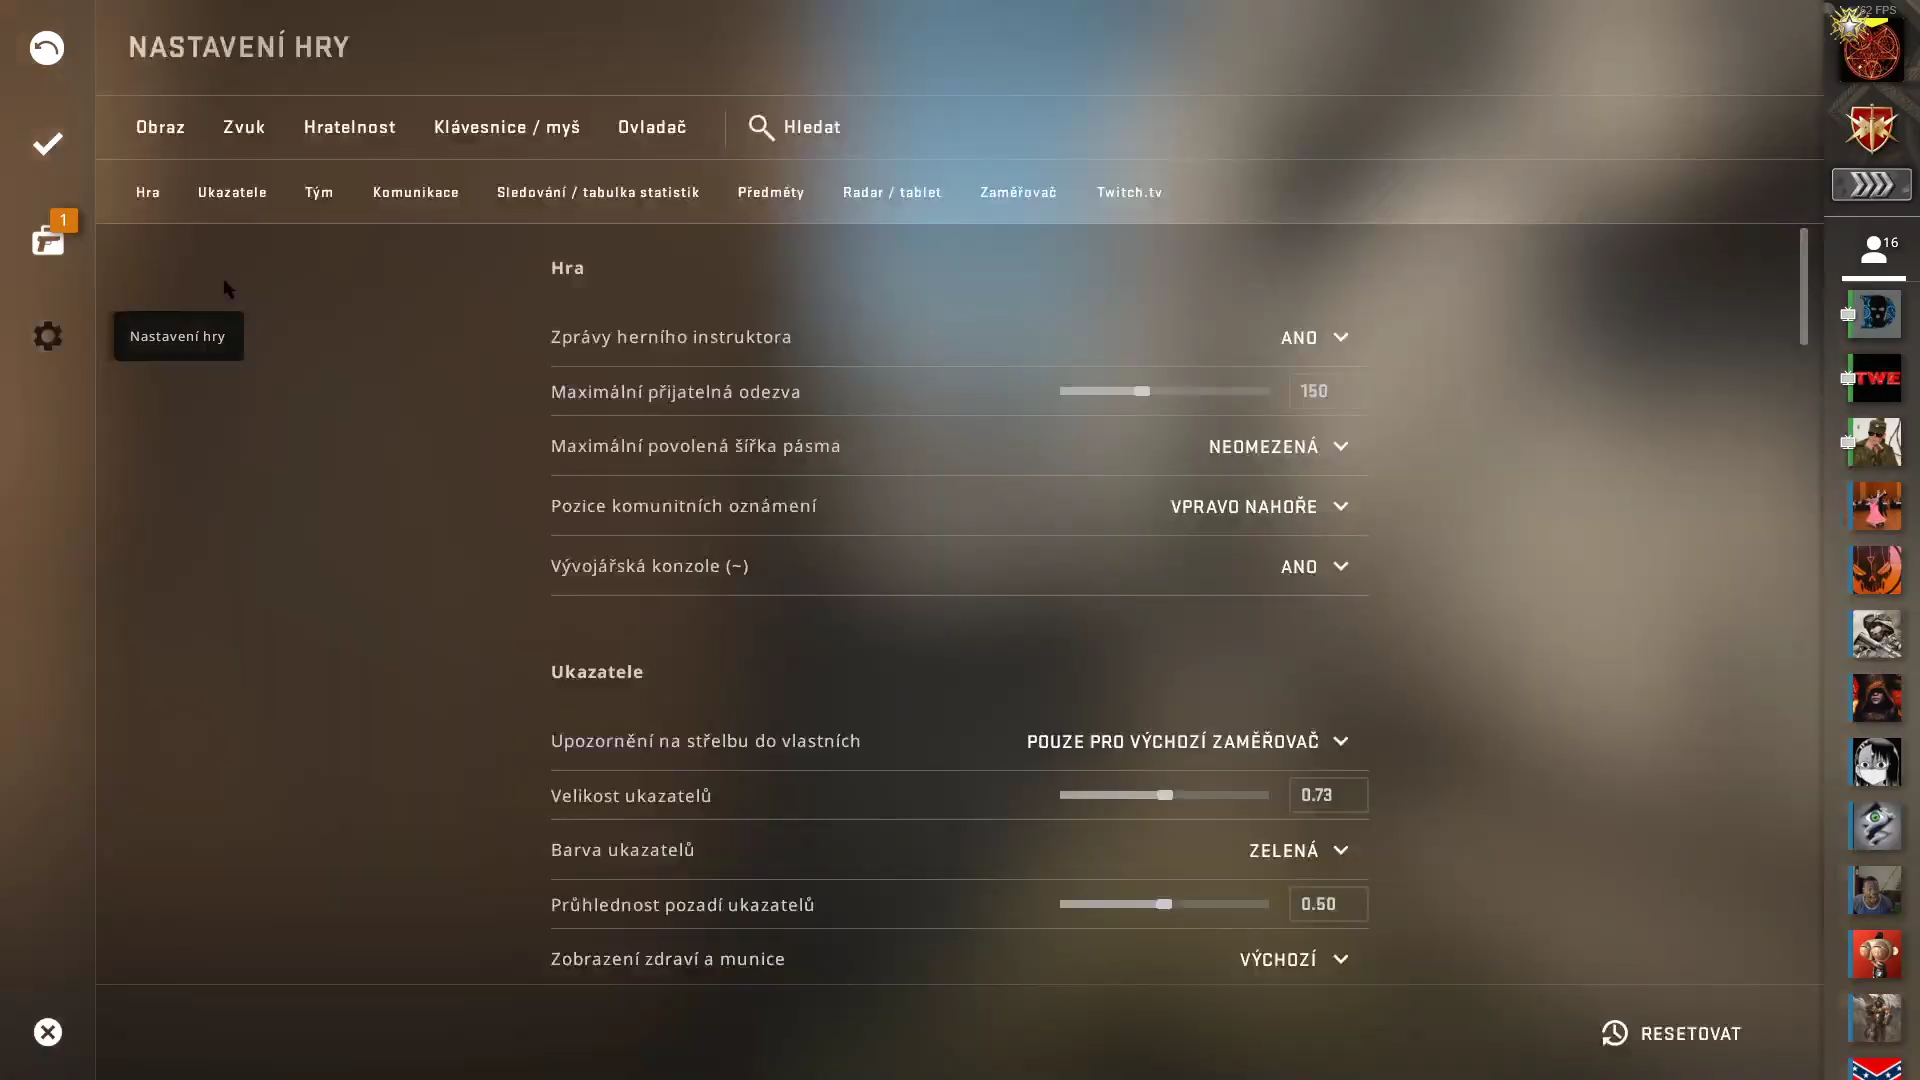 62 FPS
NASTAVENÍ HRY
Obraz Zvuk Hratelnost Klávesnice / myš Ovladač Hledat
Hra Ukazatele Tým Komunikace Sledování / tabulka statistik Předměty Radar / tablet Zaměřovač Twitch.tv
1
16
Hra
Nastavení hry
Zprávy herního instruktora ANO
Maximální přijatelná odezva 150
TWE
Maximální povolená šířka pásma NEOMEZENÁ
Pozice komunitních oznámení VPRAVO NAHOŘE
Vývojářská konzole (~) ANO
Ukazatele
Upozornění na střelbu do vlastních POUZE PRO VÝCHOZÍ ZAMĚŘOVAČ
Velikost ukazatelů 0.73
Barva ukazatelů ZELENÁ
Průhlednost pozadí ukazatelů 0.50
Zobrazení zdraví a munice VÝCHOZÍ
RESETOVAT